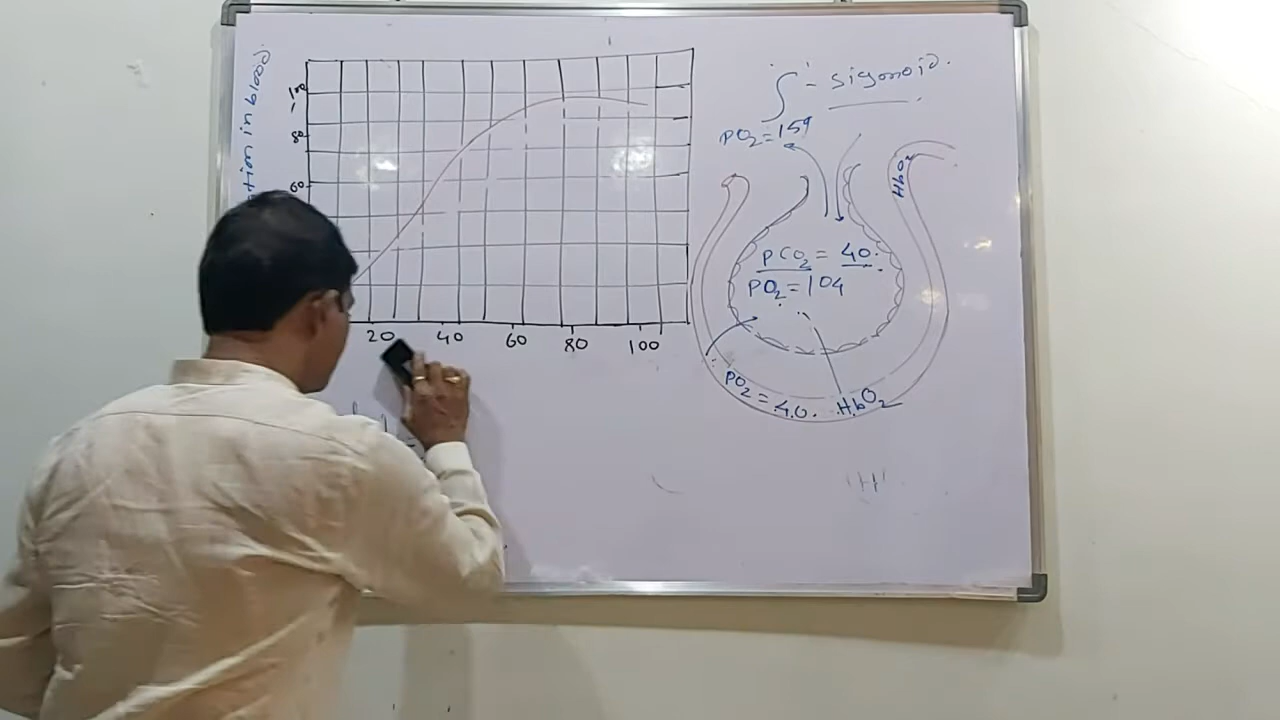 100
80
60
20 40 60 80 100
tion in blood.
∫ - sigmoid.
PO₂ = 159
HbO₂
PCO₂ = 40.
PO₂ = 104
PO₂ = 40. HbO₂